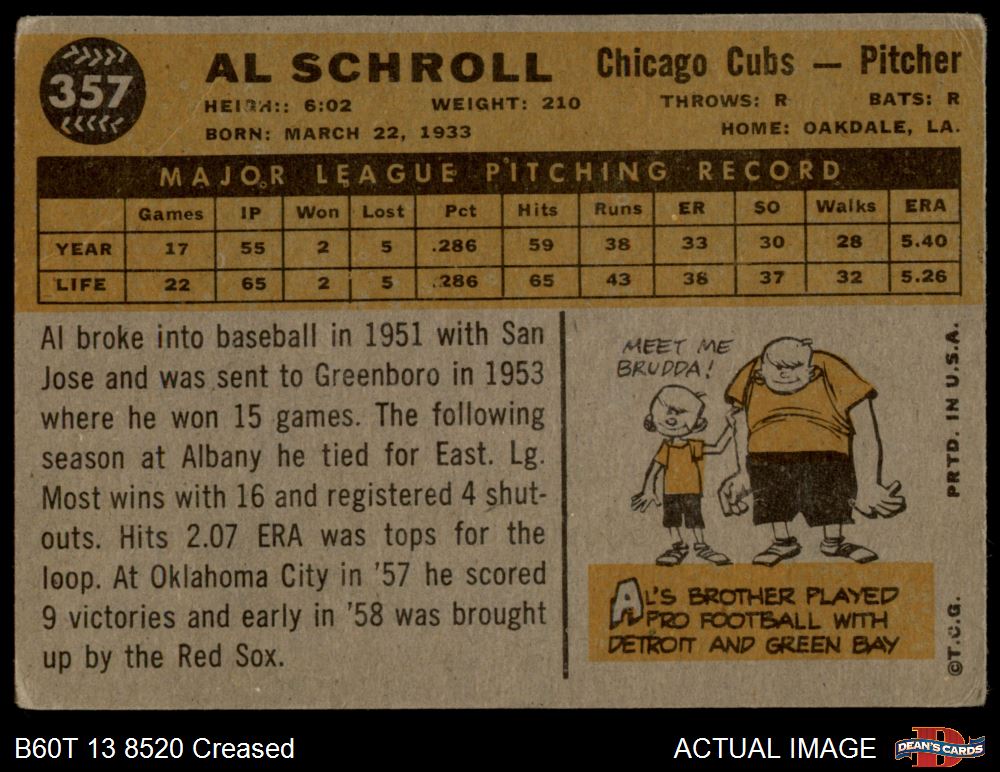 357
AL SCHROLL Chicago Cubs — Pitcher
HEIGHT: 6:02 WEIGHT: 210 THROWS: R BATS: R
BORN: MARCH 22, 1933 HOME: OAKDALE, LA.
MAJOR LEAGUE PITCHING RECORD
Games IP Won Lost Pct Hits Runs ER SO Walks ERA
YEAR 17 55 2 5 .286 59 38 33 30 28 5.40
LIFE 22 65 2 5 .286 65 43 38 37 32 5.26
Al broke into baseball in 1951 with San
Jose and was sent to Greenboro in 1953
where he won 15 games. The following
season at Albany he tied for East. Lg.
Most wins with 16 and registered 4 shut-
outs. Hits 2.07 ERA was tops for the
loop. At Oklahoma City in '57 he scored
9 victories and early in '58 was brought
up by the Red Sox.
MEET ME
BRUDDA!
AL'S BROTHER PLAYED
PRO FOOTBALL WITH
DETROIT AND GREEN BAY
©T.C.G. PRTD. IN U.S.A.
B60T 13 8520 Creased ACTUAL IMAGE
DEAN'S CARDS